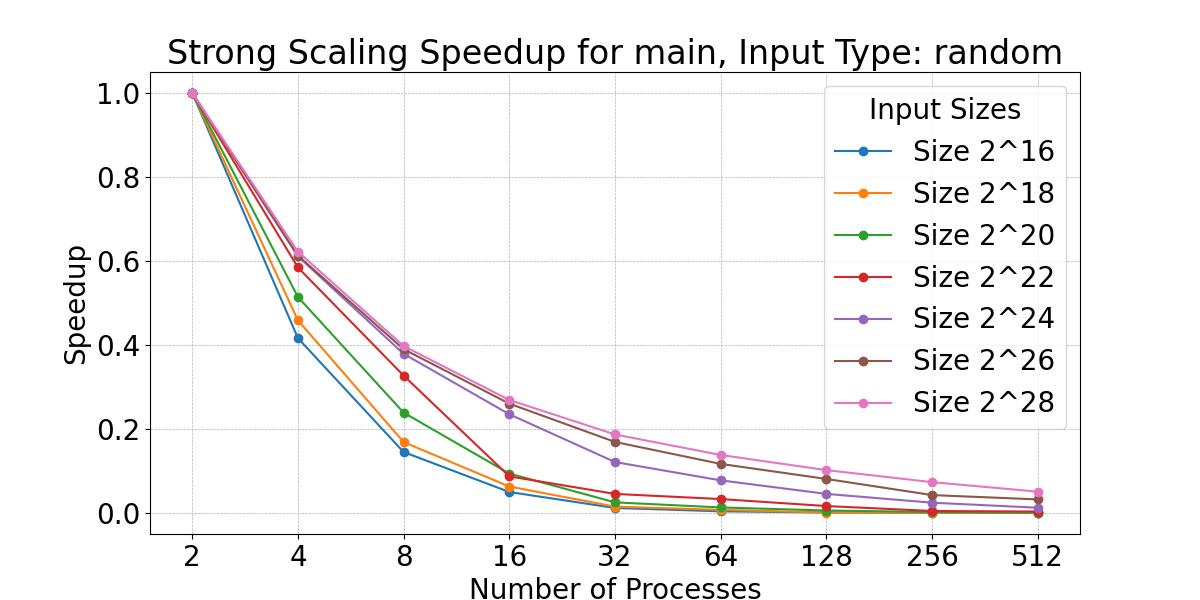 Strong Scaling Speedup for main, Input Type: random
Speedup
1.0
0.8
0.6
0.4
0.2
0.0
Input Sizes
Size 2^16
Size 2^18
Size 2^20
Size 2^22
Size 2^24
Size 2^26
Size 2^28
2 4 8 16 32 64 128 256 512
Number of Processes